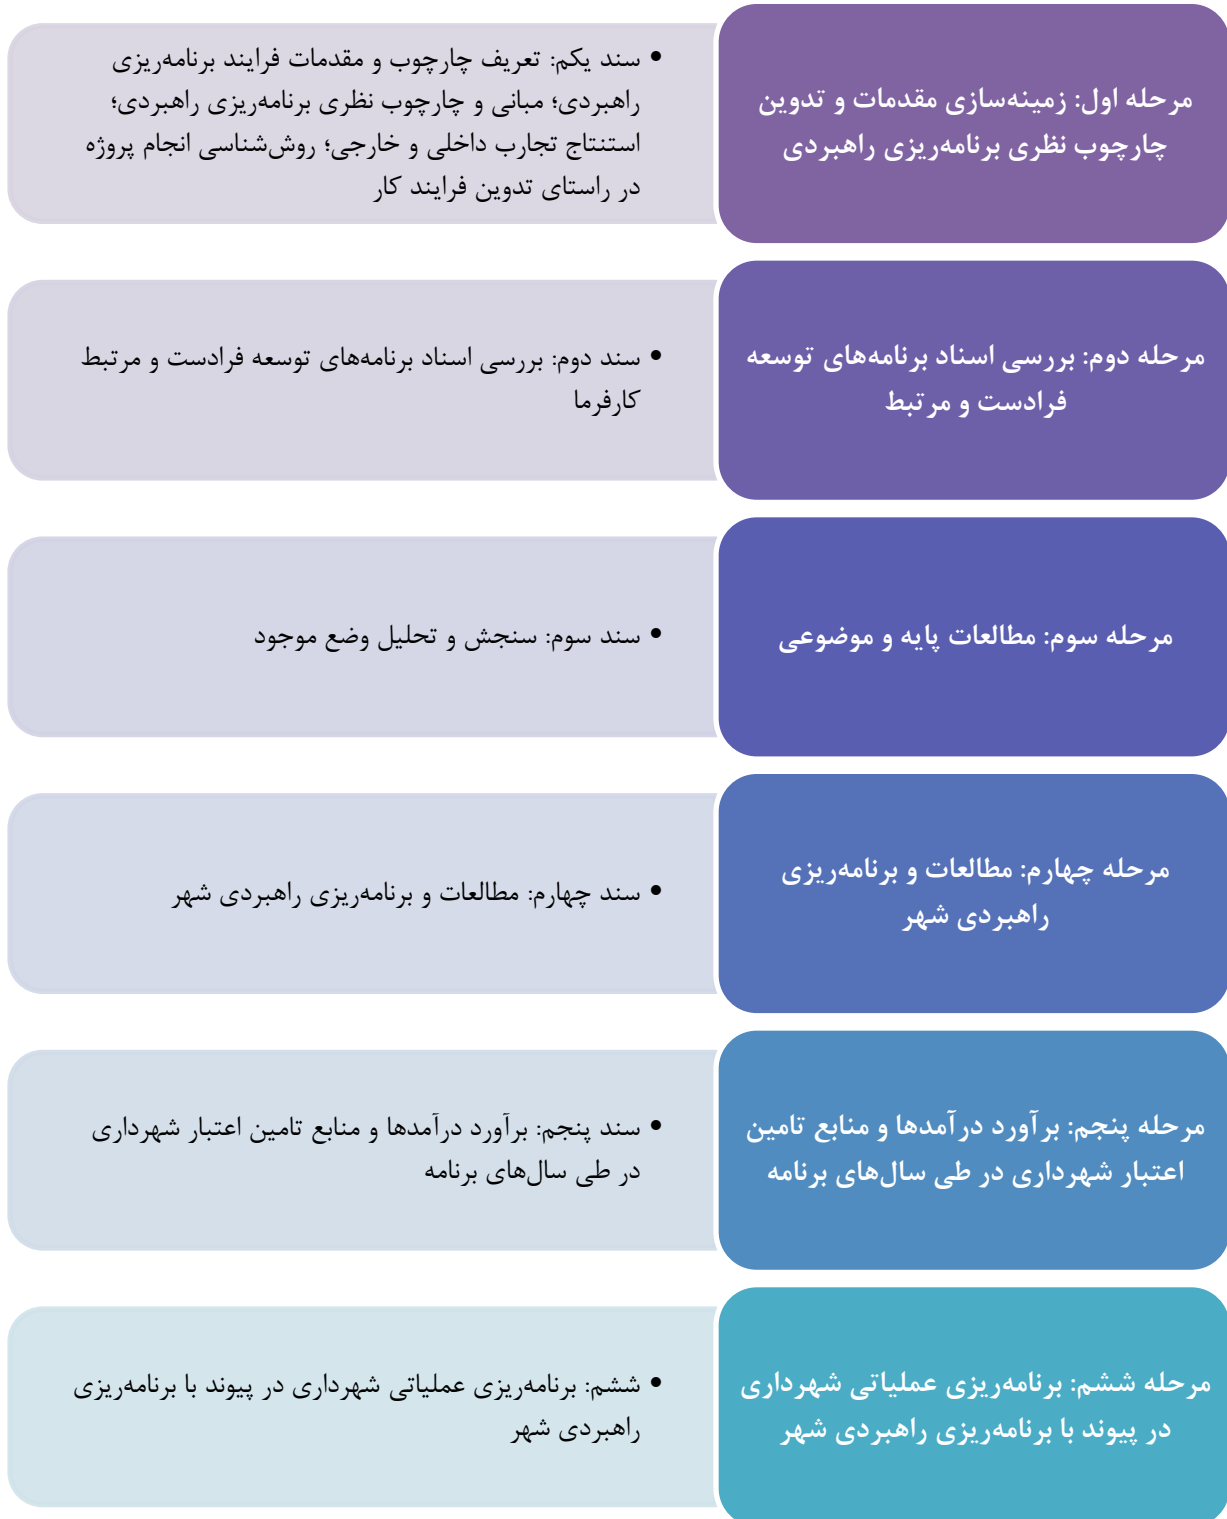 مرحله اول: زمینه‌سازی مقدمات و تدوین
چارچوب نظری برنامه‌ریزی راهبردی
• سند یکم: تعریف چارچوب و مقدمات فرایند برنامه‌ریزی
راهبردی؛ مبانی و چارچوب نظری برنامه‌ریزی راهبردی؛
استنتاج تجارب داخلی و خارجی؛ روش‌شناسی انجام پروژه
در راستای تدوین فرایند کار
مرحله دوم: بررسی اسناد برنامه‌های توسعه
فرادست و مرتبط
• سند دوم: بررسی اسناد برنامه‌های توسعه فرادست و مرتبط
کارفرما
مرحله سوم: مطالعات پایه و موضوعی
• سند سوم: سنجش و تحلیل وضع موجود
مرحله چهارم: مطالعات و برنامه‌ریزی
راهبردی شهر
• سند چهارم: مطالعات و برنامه‌ریزی راهبردی شهر
مرحله پنجم: برآورد درآمدها و منابع تامین
اعتبار شهرداری در طی سال‌های برنامه
• سند پنجم: برآورد درآمدها و منابع تامین اعتبار شهرداری
در طی سال‌های برنامه
مرحله ششم: برنامه‌ریزی عملیاتی شهرداری
در پیوند با برنامه‌ریزی راهبردی شهر
• ششم: برنامه‌ریزی عملیاتی شهرداری در پیوند با برنامه‌ریزی
راهبردی شهر